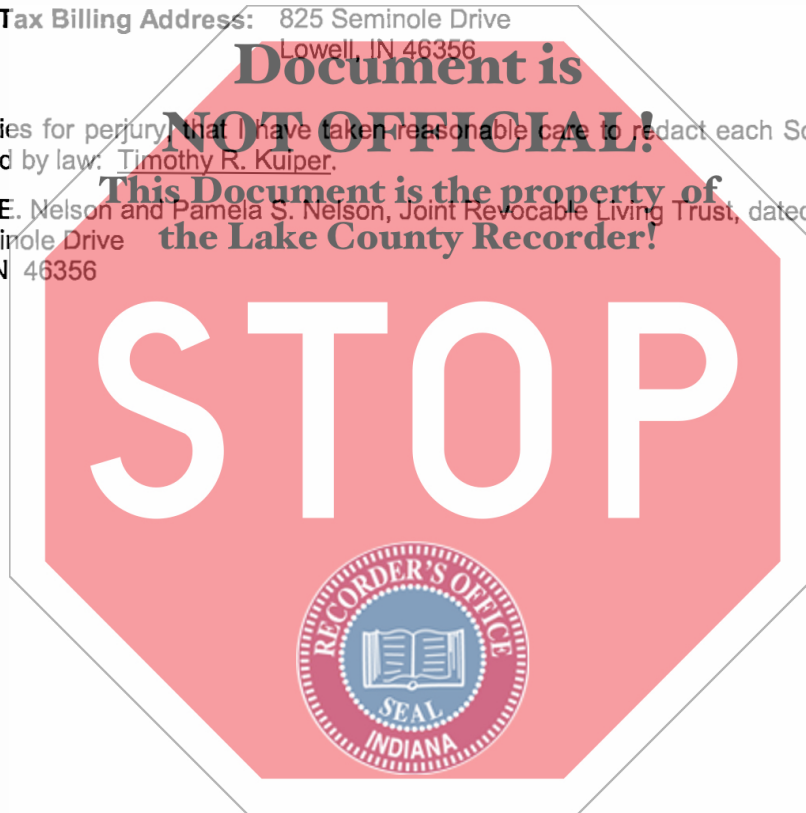 Tax Billing Address: 825 Seminole Drive
Lowell, IN 46356
Document is
NOT OFFICIAL!
This Document is the property of
the Lake County Recorder!
ies for perjury, that I have taken reasonable care to redact each So
d by law: Timothy R. Kuiper.
E. Nelson and Pamela S. Nelson, Joint Revocable Living Trust, dated
inole Drive
N 46356
STOP
RECORDER'S OFFICE
SEAL
INDIANA